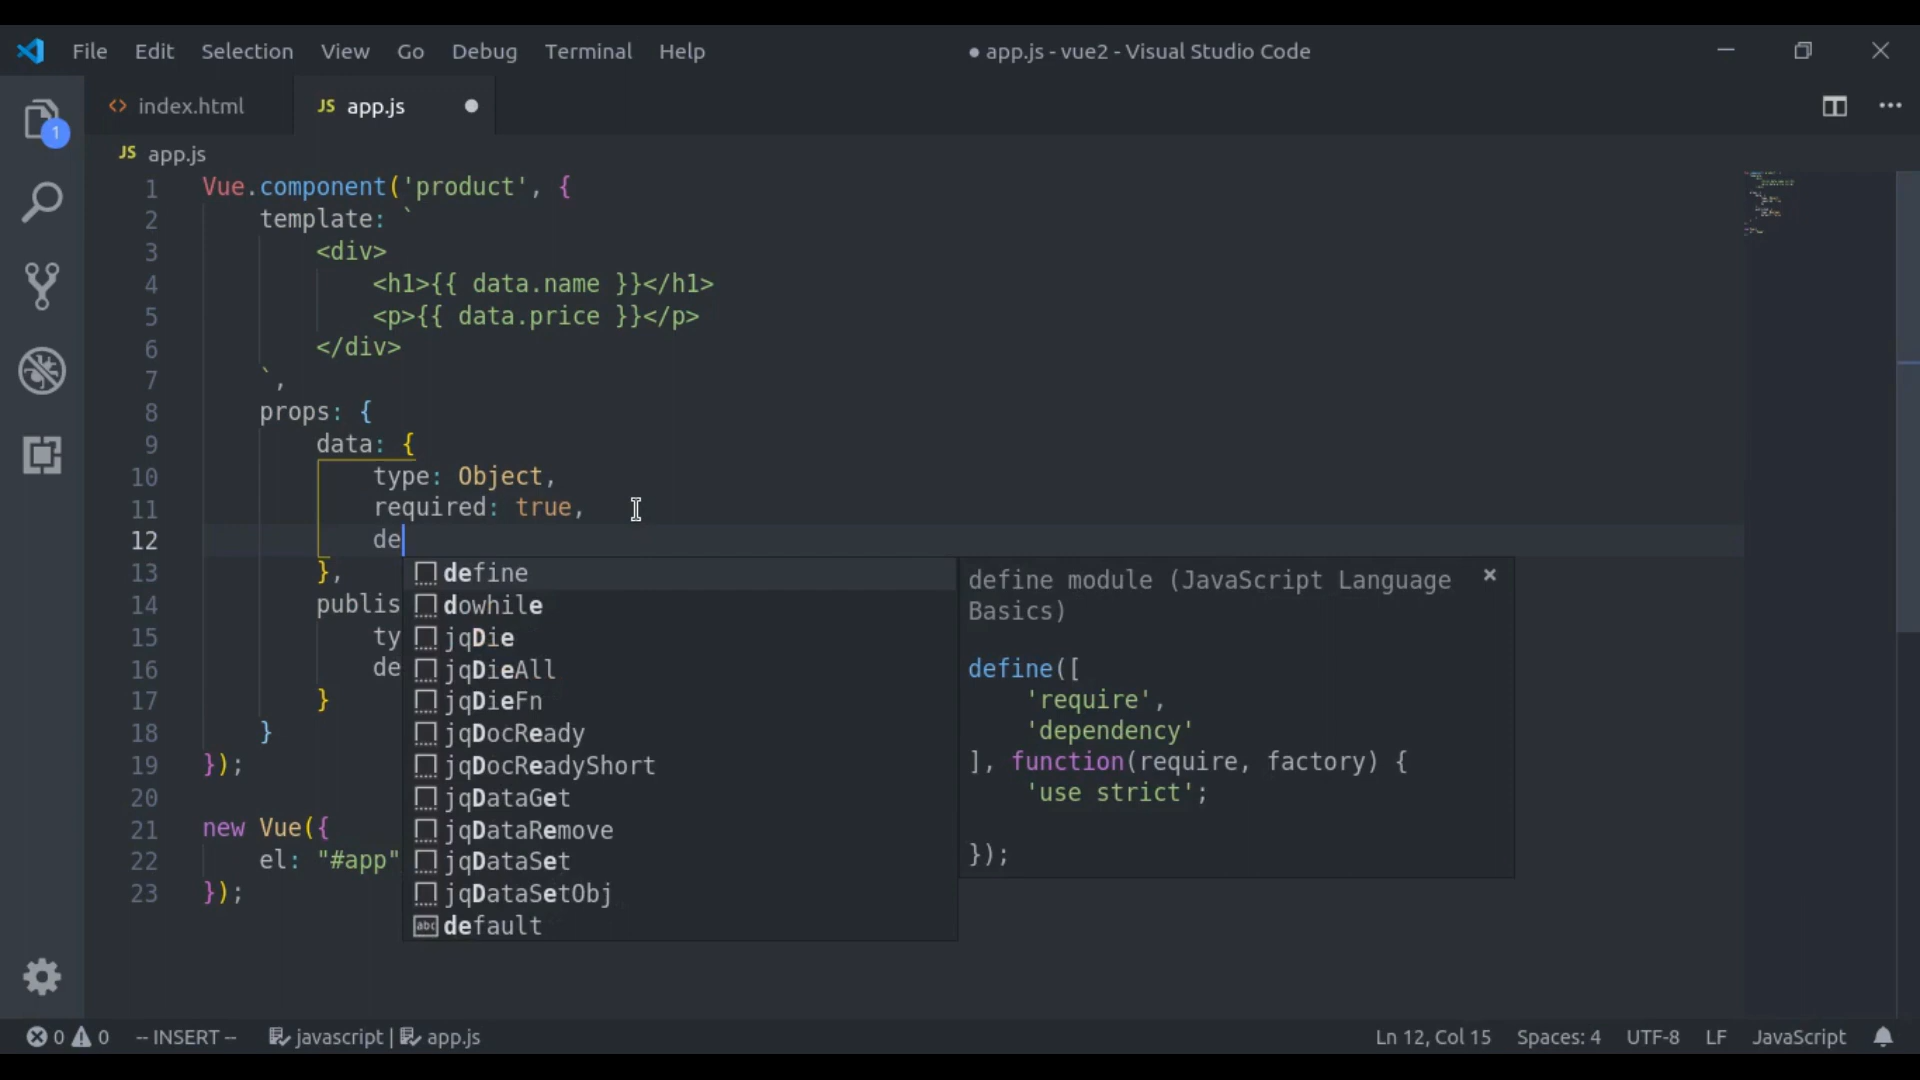 File Edit Selection View Go Debug Terminal Help
● app.js - vue2 - Visual Studio Code
1
<> index.html
JS app.js
JS app.js
1 Vue.component('product', {
2 template: `
3 <div>
4 <h1>{{ data.name }}</h1>
5 <p>{{ data.price }}</p>
6 </div>
7 `,
8 props: {
9 data: {
10 type: Object,
11 required: true,
12 de
13 },
14 publis
15 ty
16 de
17 }
18 }
19 });
20
21 new Vue({
22 el: "#app"
23 });
define
dowhile
jqDie
jqDieAll
jqDieFn
jqDocReady
jqDocReadyShort
jqDataGet
jqDataRemove
jqDataSet
jqDataSetObj
abc default
define module (JavaScript Language
Basics)
define([
'require',
'dependency'
], function(require, factory) {
'use strict';
});
0 0 -- INSERT -- javascript | app.js
Ln 12, Col 15 Spaces: 4 UTF-8 LF JavaScript